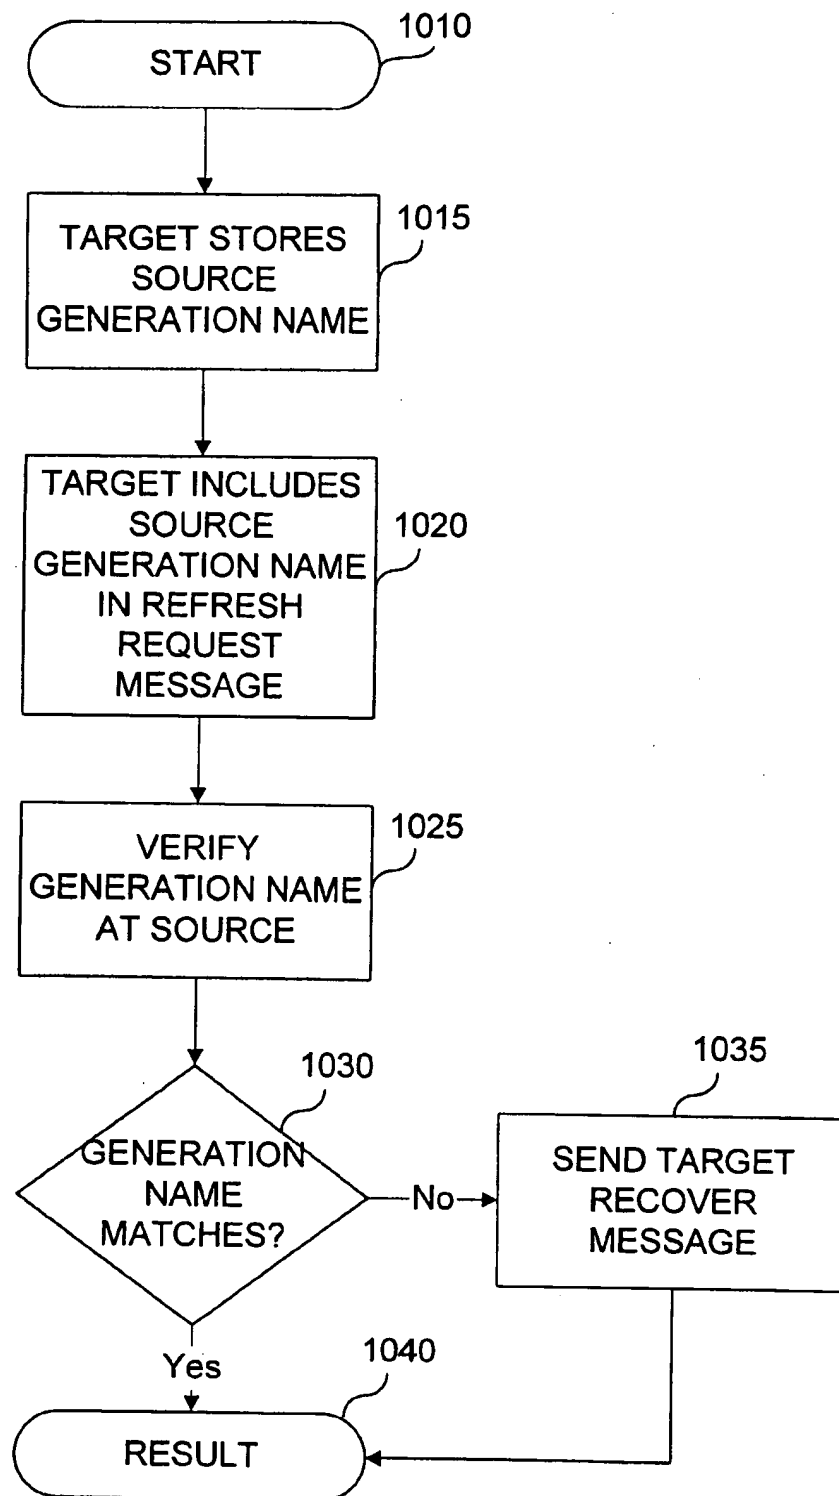 1010
START
1015
TARGET STORES
SOURCE
GENERATION NAME
TARGET INCLUDES
SOURCE
GENERATION NAME
IN REFRESH
REQUEST
MESSAGE
1020
1025
VERIFY
GENERATION NAME
AT SOURCE
1030
GENERATION
NAME
MATCHES?
No
1035
SEND TARGET
RECOVER
MESSAGE
Yes
1040
RESULT